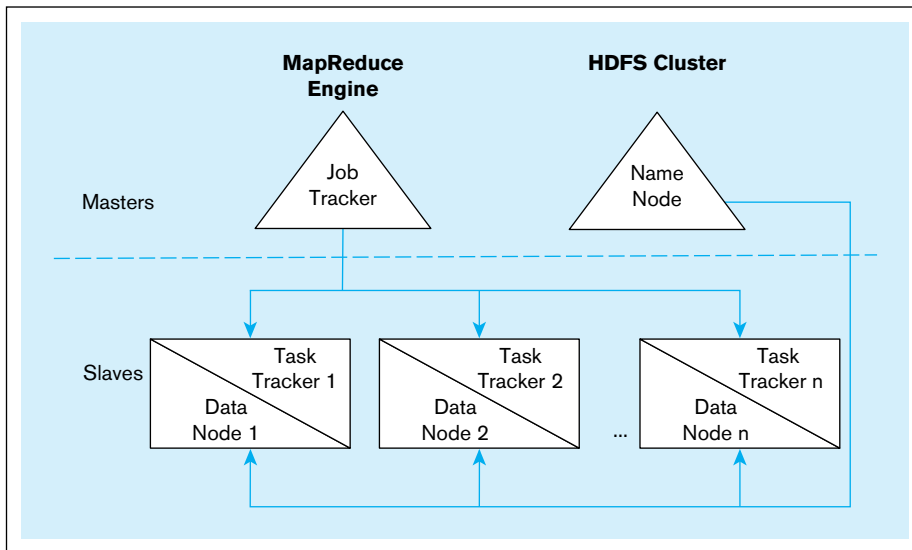 MapReduce
Engine
HDFS Cluster
Job
Tracker
Name
Node
Masters
Slaves
Task
Tracker 1
Data
Node 1
Task
Tracker 2
Data
Node 2
...
Task
Tracker n
Data
Node n